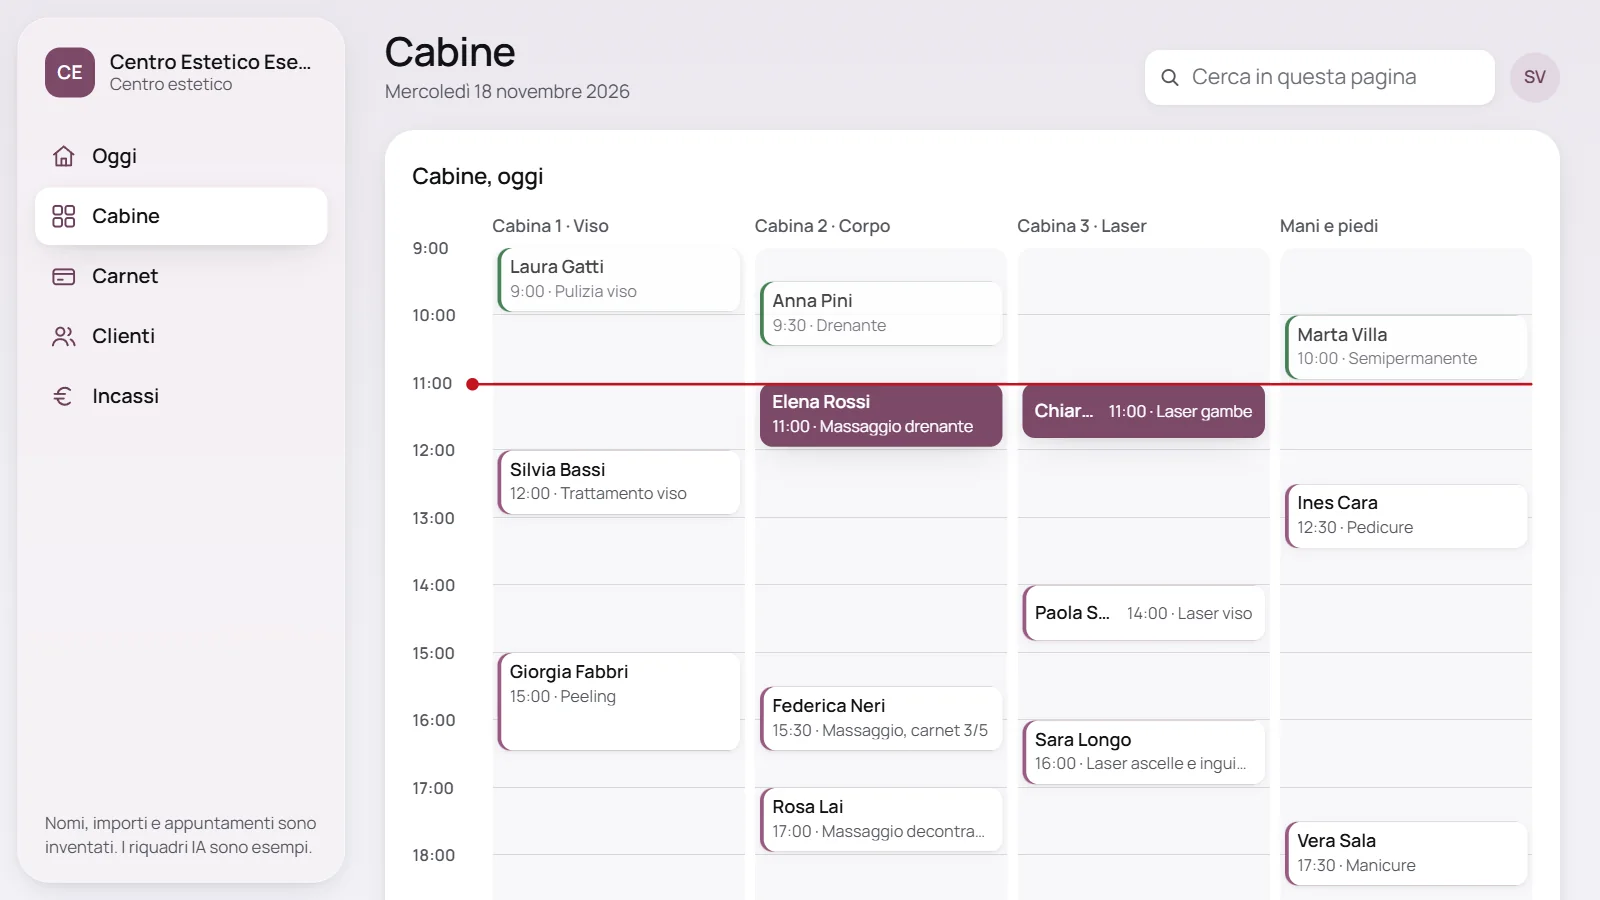 CE
Centro Estetico Ese...
Centro estetico
Oggi
Cabine
Carnet
Clienti
Incassi
Nomi, importi e appuntamenti sono
inventati. I riquadri IA sono esempi.
Cabine
Mercoledì 18 novembre 2026
Cerca in questa pagina
SV
Cabine, oggi
Cabina 1 · Viso
Cabina 2 · Corpo
Cabina 3 · Laser
Mani e piedi
9:00
10:00
11:00
12:00
13:00
14:00
15:00
16:00
17:00
18:00
Laura Gatti
9:00 · Pulizia viso
Silvia Bassi
12:00 · Trattamento viso
Giorgia Fabbri
15:00 · Peeling
Anna Pini
9:30 · Drenante
Elena Rossi
11:00 · Massaggio drenante
Federica Neri
15:30 · Massaggio, carnet 3/5
Rosa Lai
17:00 · Massaggio decontra...
Chiar... 11:00 · Laser gambe
Paola S... 14:00 · Laser viso
Sara Longo
16:00 · Laser ascelle e ingui...
Marta Villa
10:00 · Semipermanente
Ines Cara
12:30 · Pedicure
Vera Sala
17:30 · Manicure